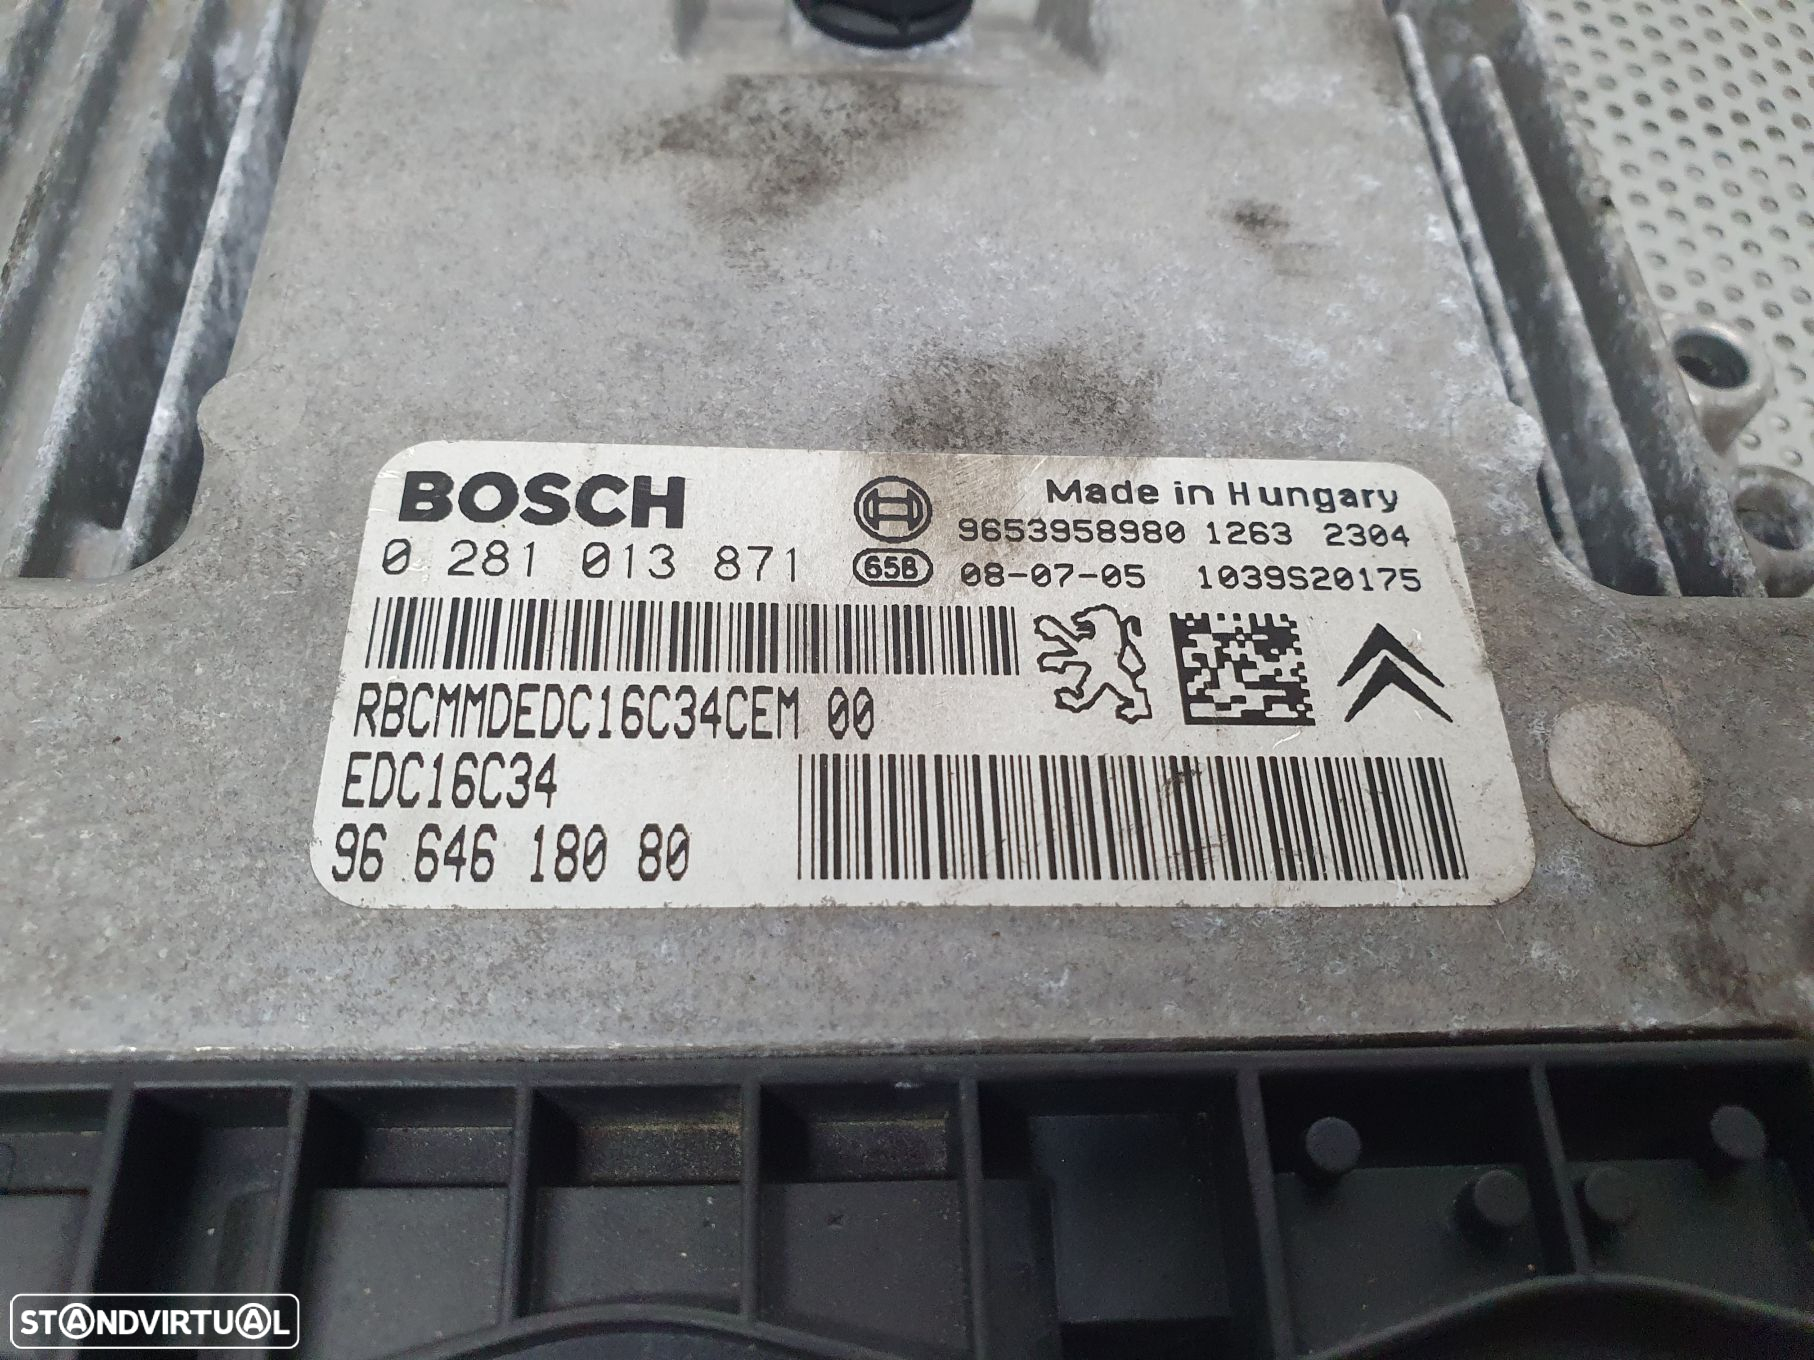 BOSCH
Made in Hungary
9653958980 1263 2304
0 281 013 871
65B
08-07-05 1039S20175
RBCMMDEDC16C34CEM 00
EDC16C34
96 646 180 80
STANDVIRTUAL